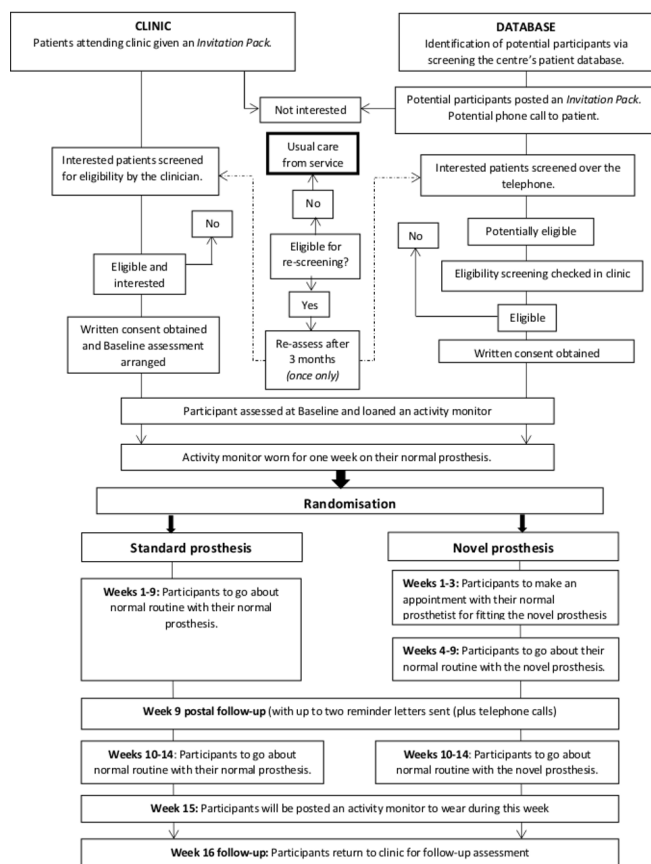 CLINIC
Patients attending clinic given an Invitation Pack.
DATABASE
Identification of potential participants via
screening the centre's patient database.
Not interested
Potential participants posted an Invitation Pack.
Potential phone call to patient.
Usual care
from service
Interested patients screened
for eligibility by the clinician.
Interested patients screened over the
telephone.
No
No
Potentially eligible
No
Eligible for
re-screening?
Eligible and
interested
Eligibility screening checked in clinic
Yes
Eligible
Written consent obtained
and Baseline assessment
arranged
Re-assess after
3 months
(once only)
Written consent obtained
Participant assessed at Baseline and loaned an activity monitor
Activity monitor worn for one week on their normal prosthesis.
Randomisation
Standard prosthesis
Novel prosthesis
Weeks 1-9: Participants to go about
normal routine with their normal
prosthesis.
Weeks 1-3: Participants to make an
appointment with their normal
prosthetist for fitting the novel prosthesis
Weeks 4-9: Participants to go about their
normal routine with the novel prosthesis.
Week 9 postal follow-up (with up to two reminder letters sent (plus telephone calls)
Weeks 10-14: Participants to go about
normal routine with their normal prosthesis.
Weeks 10-14: Participants to go about
normal routine with the novel prosthesis.
Week 15: Participants will be posted an activity monitor to wear during this week
Week 16 follow-up: Participants return to clinic for follow-up assessment